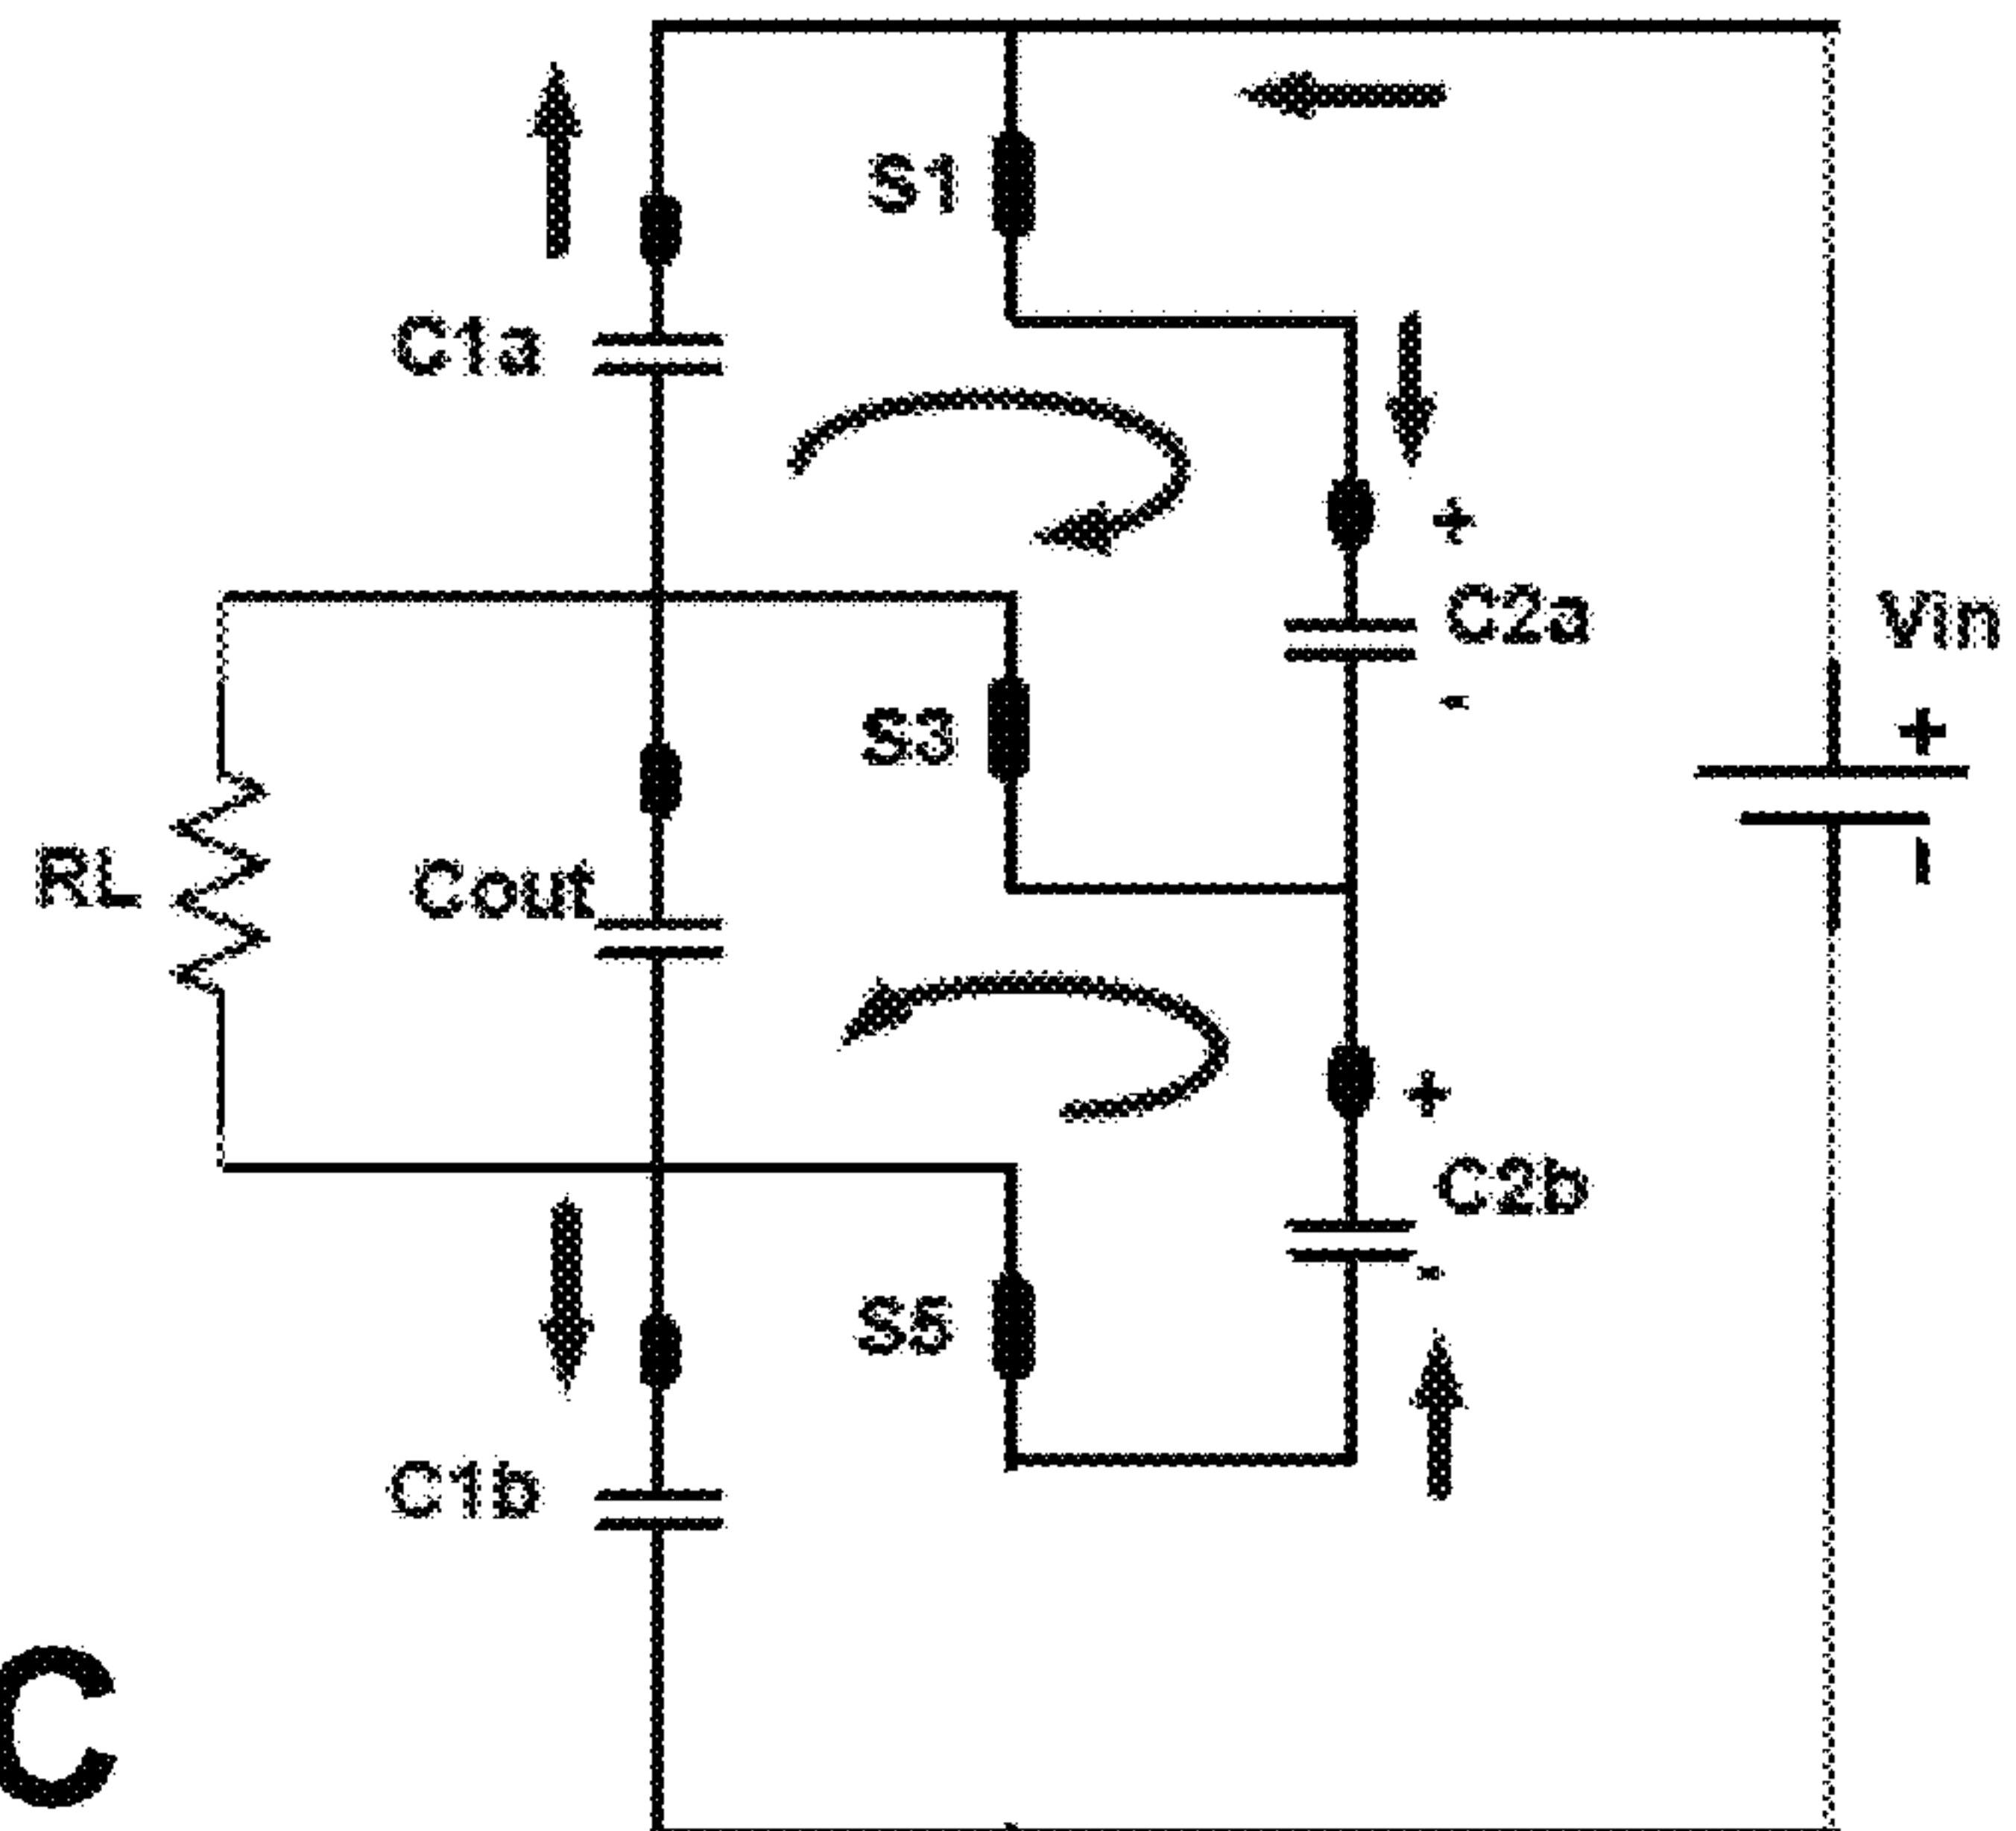 S1
C1a
+
C2a
-
Vin
+
-
S3
RL
Cout
+
C2b
-
S5
C1b
C